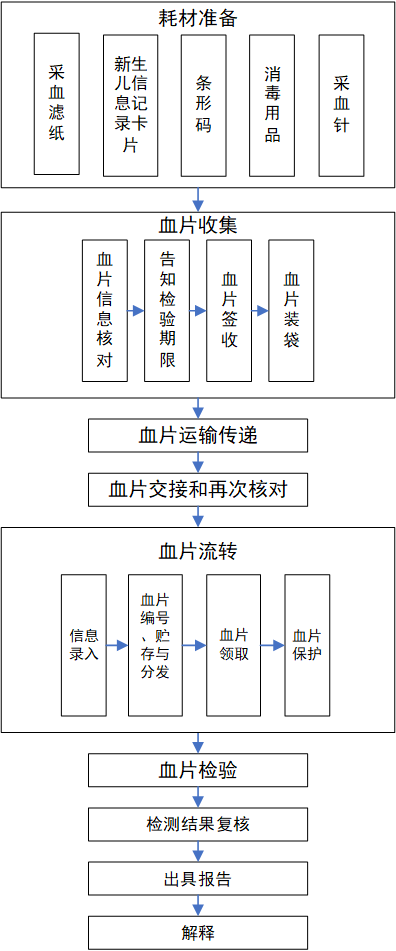 耗材准备
采血滤纸
新生儿信息记录卡片
条形码
消毒用品
采血针
血片收集
血片信息核对
告知检验期限
血片签收
血片装袋
血片运输传递
血片交接和再次核对
血片流转
信息
录入
血片
编号
、贮
存与
分发
血片
领取
血片
保护
血片检验
检测结果复核
出具报告
解释